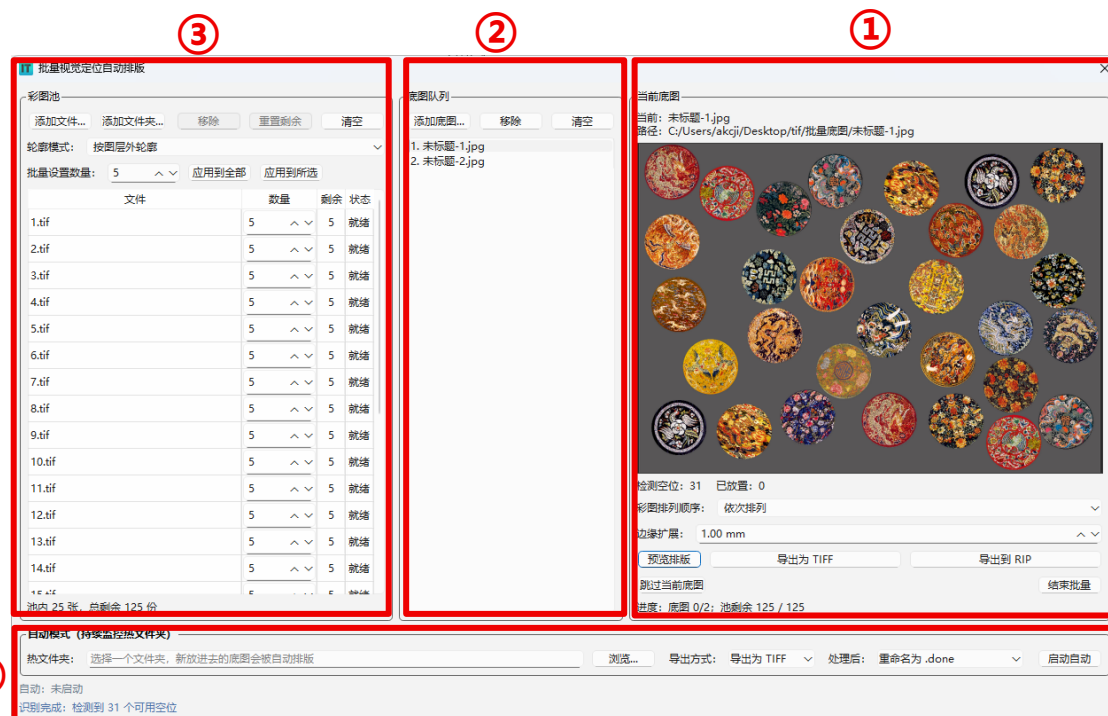 ③ ② ①
批量视觉定位自动排版
彩图池
添加文件... 添加文件夹... 移除 重置剩余 清空
轮廓模式： 按图层外轮廓
批量设置数量： 5 应用到全部 应用到所选
文件 数量 剩余 状态
1.tif 5 5 就绪
2.tif 5 5 就绪
3.tif 5 5 就绪
4.tif 5 5 就绪
5.tif 5 5 就绪
6.tif 5 5 就绪
7.tif 5 5 就绪
8.tif 5 5 就绪
9.tif 5 5 就绪
10.tif 5 5 就绪
11.tif 5 5 就绪
12.tif 5 5 就绪
13.tif 5 5 就绪
14.tif 5 5 就绪
15.tif 5 5 就绪
池内 25 张，总剩余 125 份
底图队列
添加底图... 移除 清空
1. 未标题-1.jpg
2. 未标题-2.jpg
当前底图
当前：未标题-1.jpg
路径：C:/Users/akcji/Desktop/tif/批量底图/未标题-1.jpg
检测空位：31 已放置：0
彩图排列顺序： 依次排列
边缘扩展： 1.00 mm
预览排版 导出为 TIFF 导出到 RIP
跳过当前底图 结束批量
进度：底图 0/2；池剩余 125 / 125
自动模式（持续监控热文件夹）
热文件夹： 选择一个文件夹，新放进去的底图会被自动排版 浏览... 导出方式： 导出为 TIFF 处理后： 重命名为 .done 启动自动
自动：未启动
识别完成：检测到 31 个可用空位